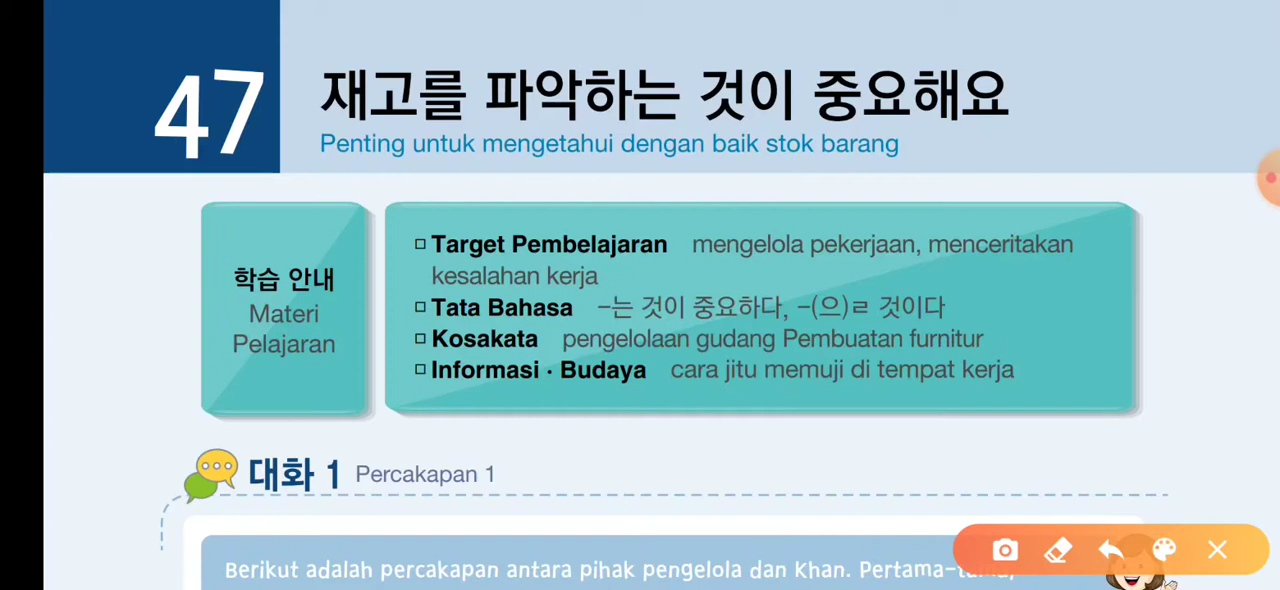 47
재고를 파악하는 것이 중요해요
Penting untuk mengetahui dengan baik stok barang
학습 안내
Materi
Pelajaran
□ Target Pembelajaran mengelola pekerjaan, menceritakan
kesalahan kerja
□ Tata Bahasa –는 것이 중요하다, –(으)ㄹ 것이다
□ Kosakata pengelolaan gudang Pembuatan furnitur
□ Informasi · Budaya cara jitu memuji di tempat kerja
대화 1 Percakapan 1
Berikut adalah percakapan antara pihak pengelola dan Khan.